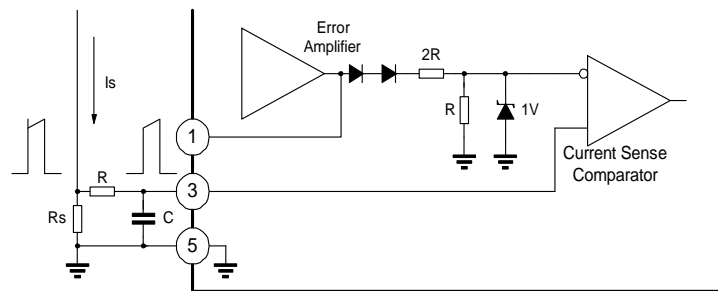 Error
Amplifier
2R
Is
R
1V
1
Current Sense
Comparator
R
3
Rs
C
5